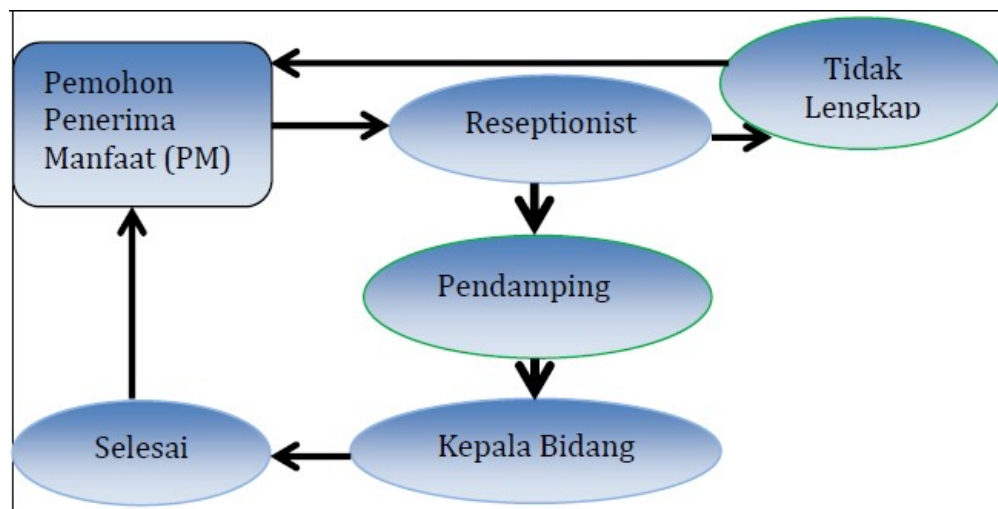 Pemohon
Penerima
Manfaat (PM)
Reseptionist
Tidak
Lengkap
Pendamping
Kepala Bidang
Selesai